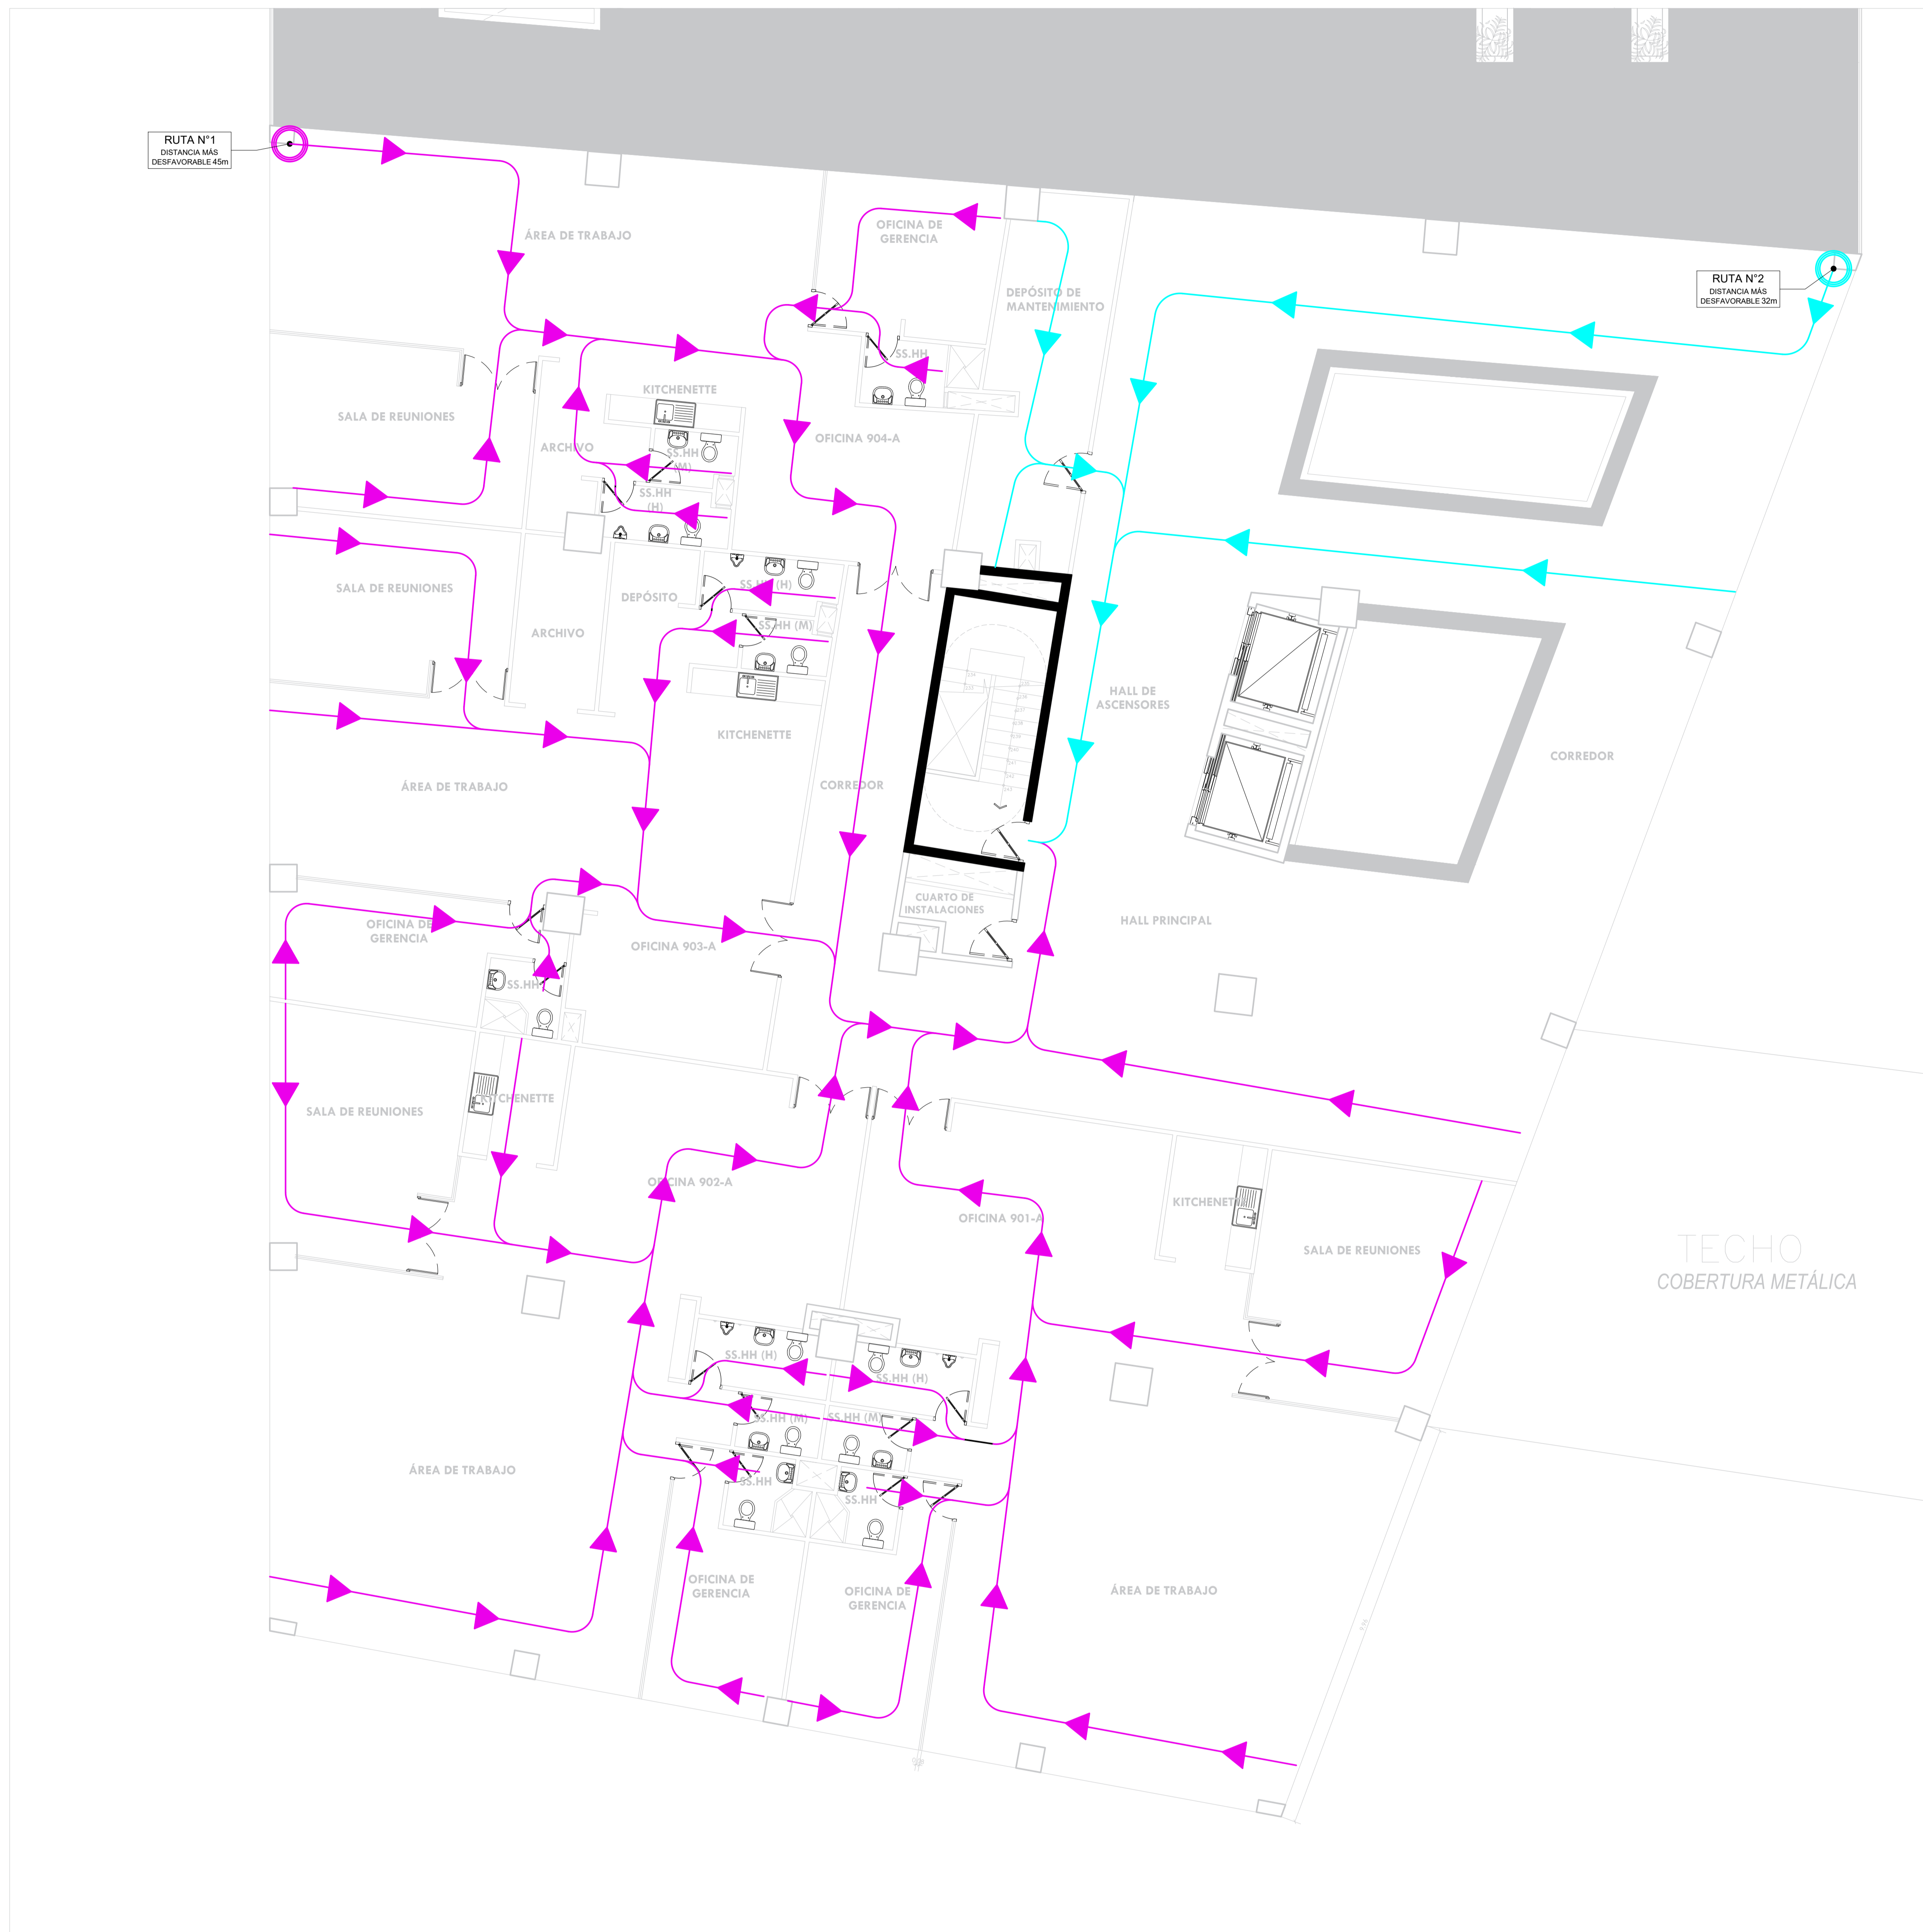 RUTA N°1
DISTANCIA MÁS
DESFAVORABLE 45m
ÁREA DE TRABAJO
OFICINA DE
GERENCIA
RUTA N°2
DISTANCIA MÁS
DESFAVORABLE 32m
DEPÓSITO DE
MANTENIMIENTO
SS.HH
KITCHENETTE
SALA DE REUNIONES
OFICINA 904-A
ARCHIVO
SS.HH
(M)
SS.HH
(H)
SALA DE REUNIONES
SS.HH (H)
DEPÓSITO
SS.HH (M)
ARCHIVO
HALL DE
ASCENSORES
KITCHENETTE
CORREDOR
CORREDOR
ÁREA DE TRABAJO
CUARTO DE
INSTALACIONES
HALL PRINCIPAL
OFICINA DE
GERENCIA
OFICINA 903-A
SS.HH
KITCHENETTE
SALA DE REUNIONES
OFICINA 902-A
KITCHENETTE
OFICINA 901-A
SALA DE REUNIONES
TECHO
COBERTURA METÁLICA
SS.HH (H)
SS.HH (H)
SS.HH (M)
SS.HH (M)
ÁREA DE TRABAJO
SS.HH
SS.HH
OFICINA DE
GERENCIA
OFICINA DE
GERENCIA
ÁREA DE TRABAJO